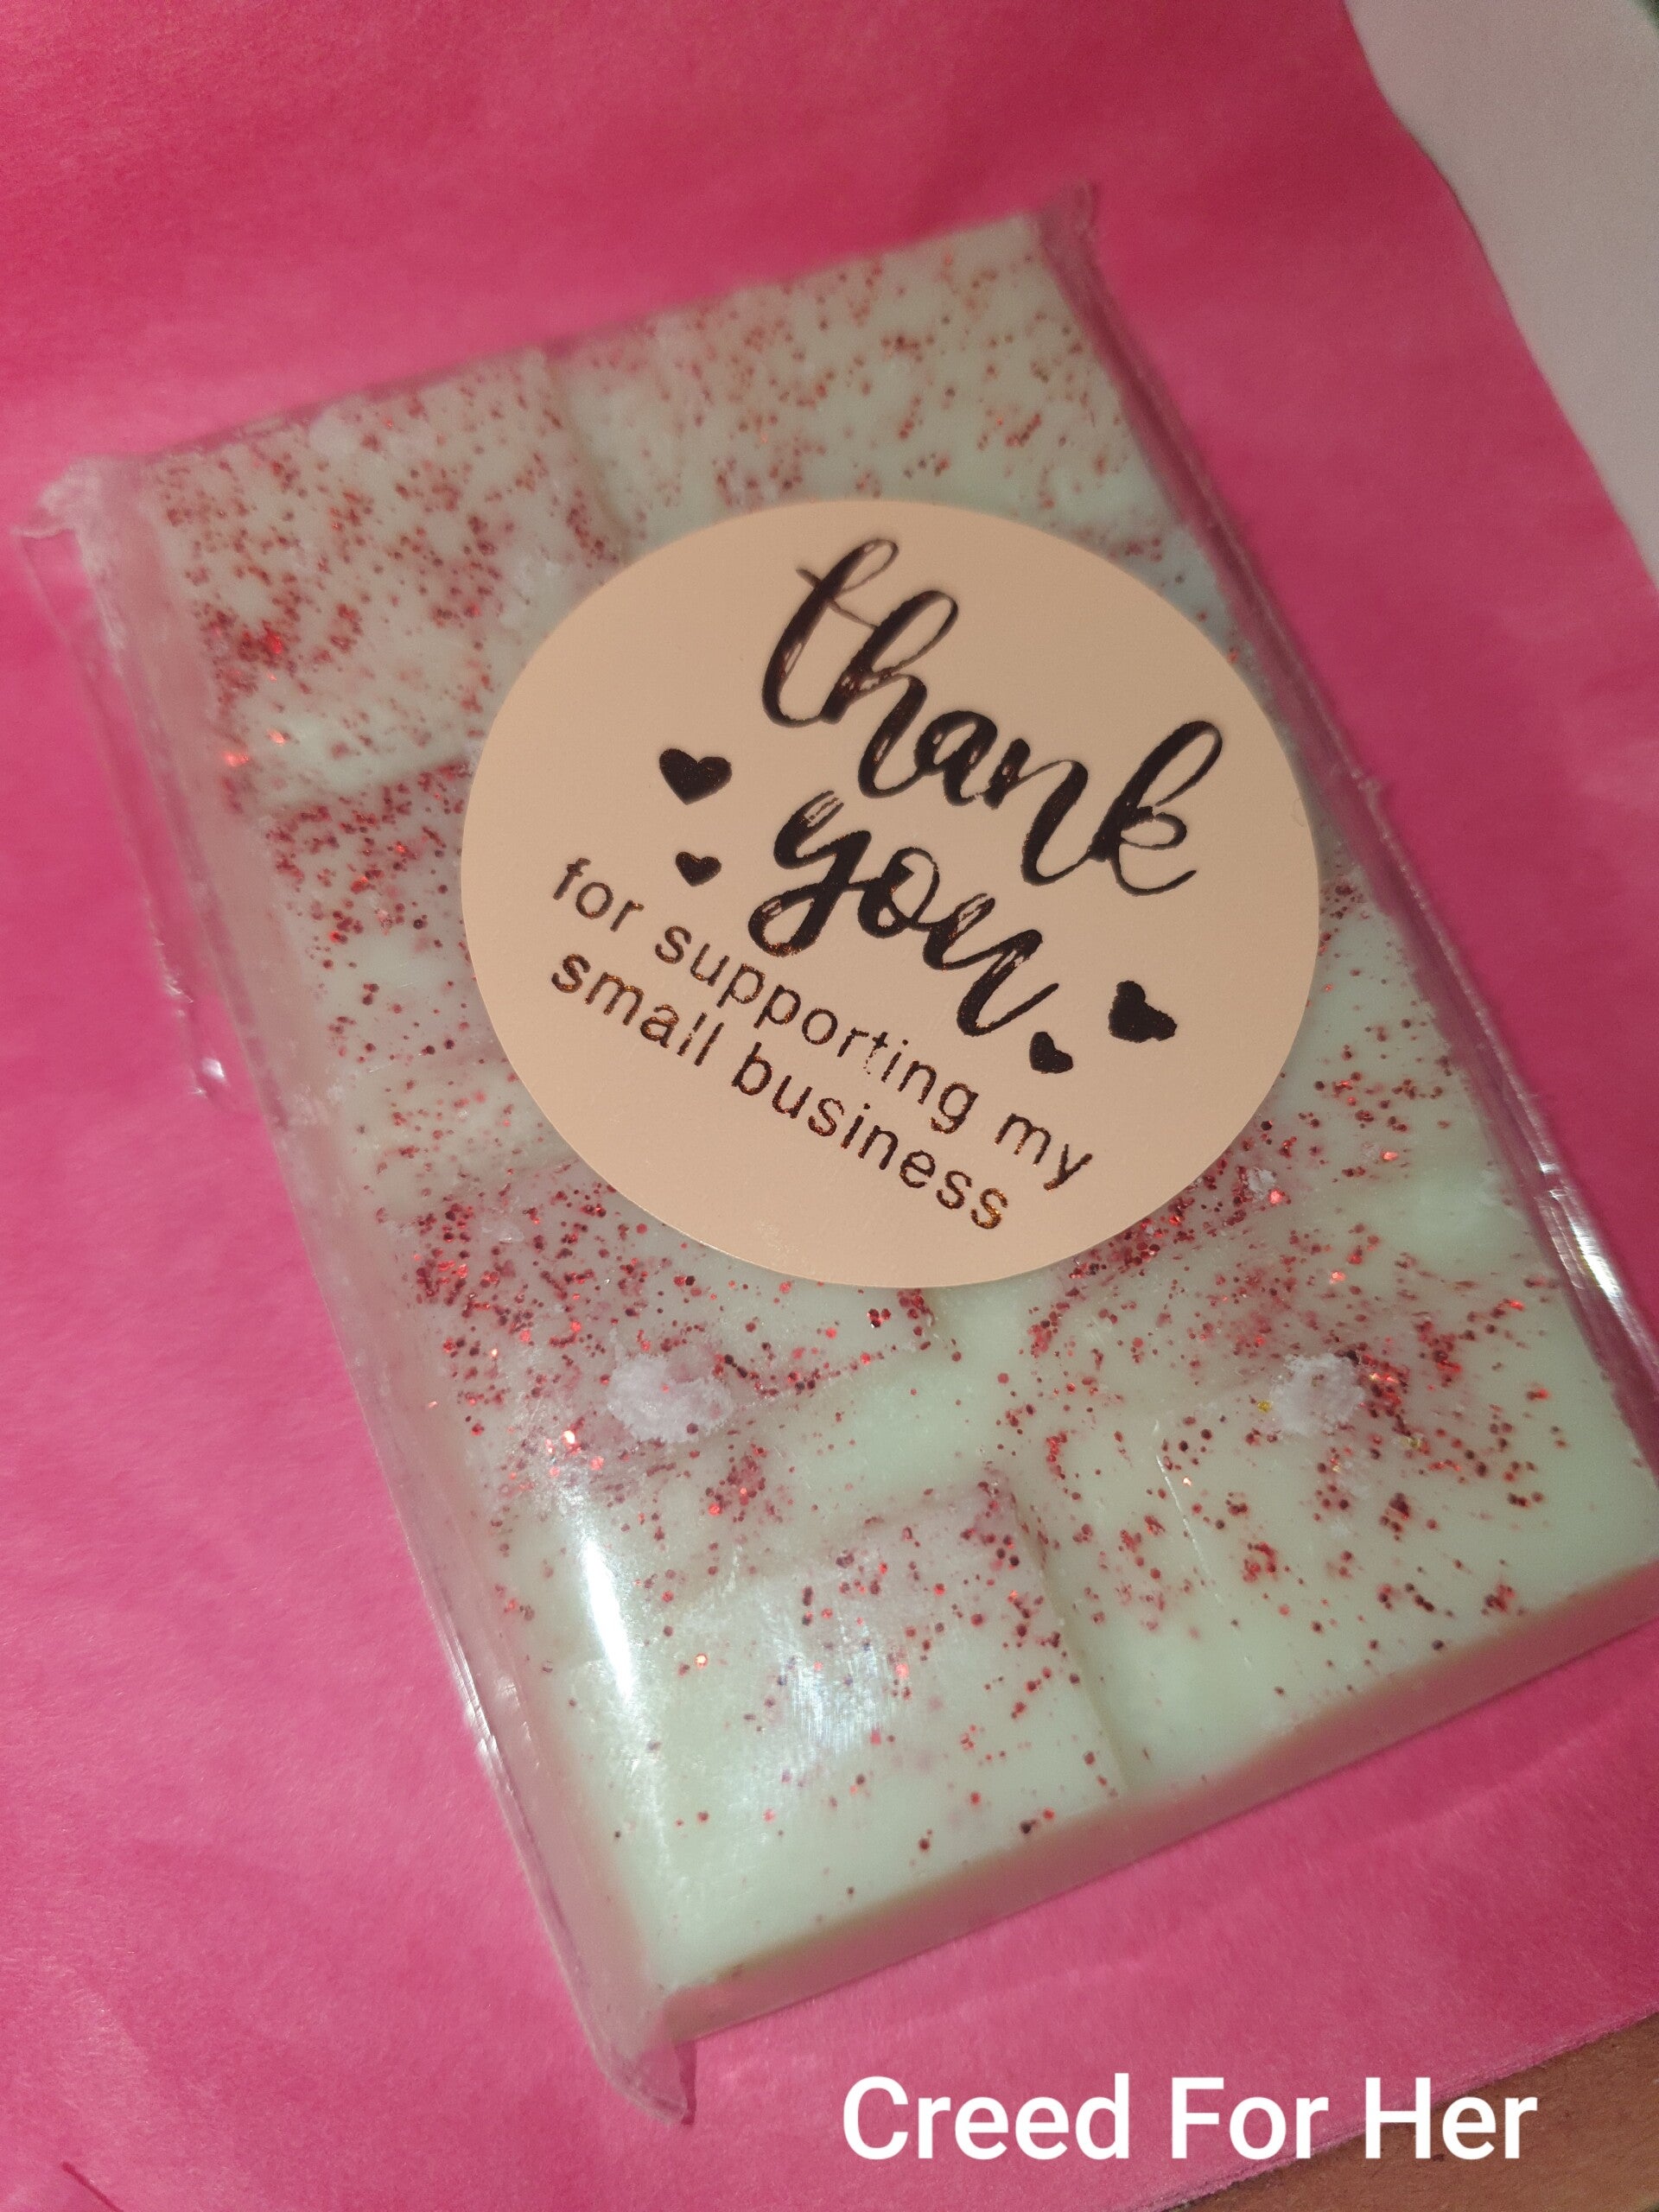 thank
you
for supporting my
small business
Creed For Her